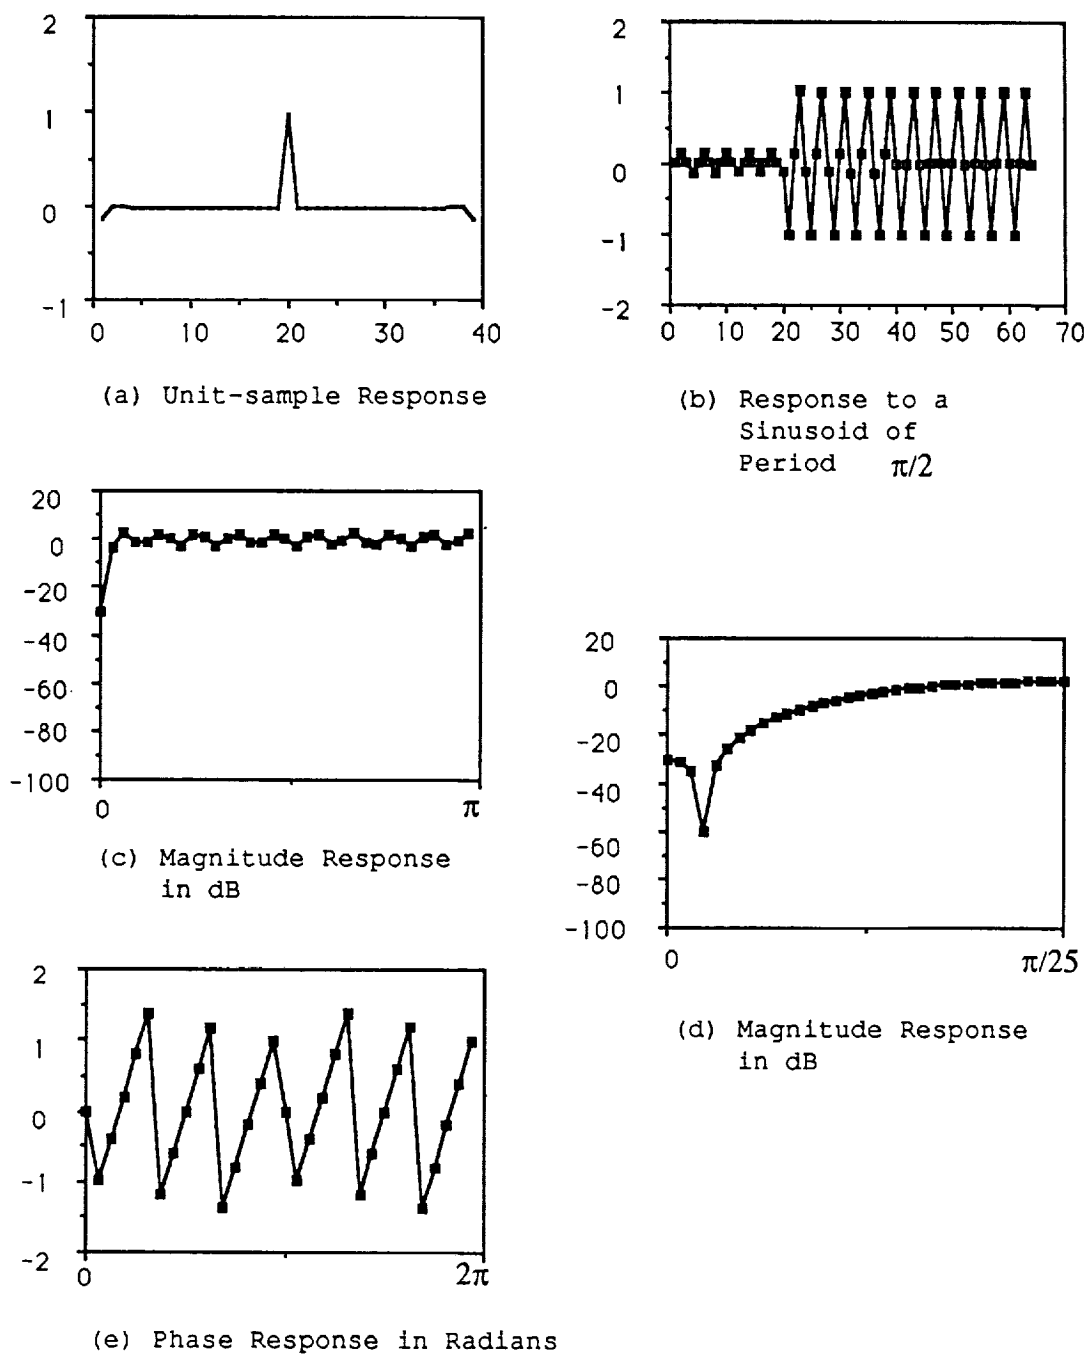 2
1
0
-1
0 10 20 30 40
(a) Unit-sample Response
2
1
0
-1
-2
0 10 20 30 40 50 60 70
(b) Response to a
Sinusoid of
Period π/2
20
0
-20
-40
-60
-80
-100
0 π
(c) Magnitude Response
in dB
20
0
-20
-40
-60
-80
-100
0 π/25
(d) Magnitude Response
in dB
2
1
0
-1
-2
0 2π
(e) Phase Response in Radians